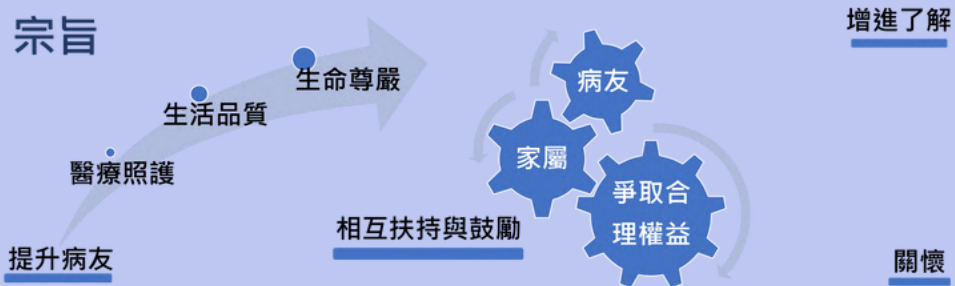 宗旨
生命尊嚴
生活品質
醫療照護
提升病友
病友
家屬
爭取合
理權益
相互扶持與鼓勵
增進了解
關懷